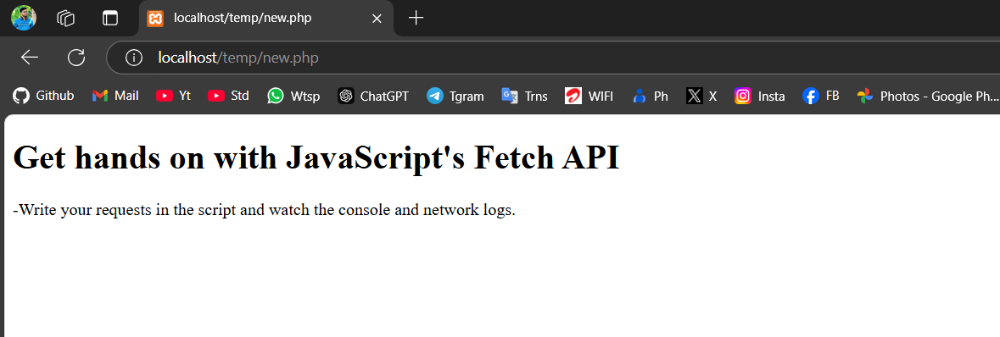 localhost/temp/new.php
localhost/temp/new.php
Github Mail Yt Std Wtsp ChatGPT Tgram Trns WIFI Ph X Insta FB Photos - Google Ph...
Get hands on with JavaScript's Fetch API
-Write your requests in the script and watch the console and network logs.